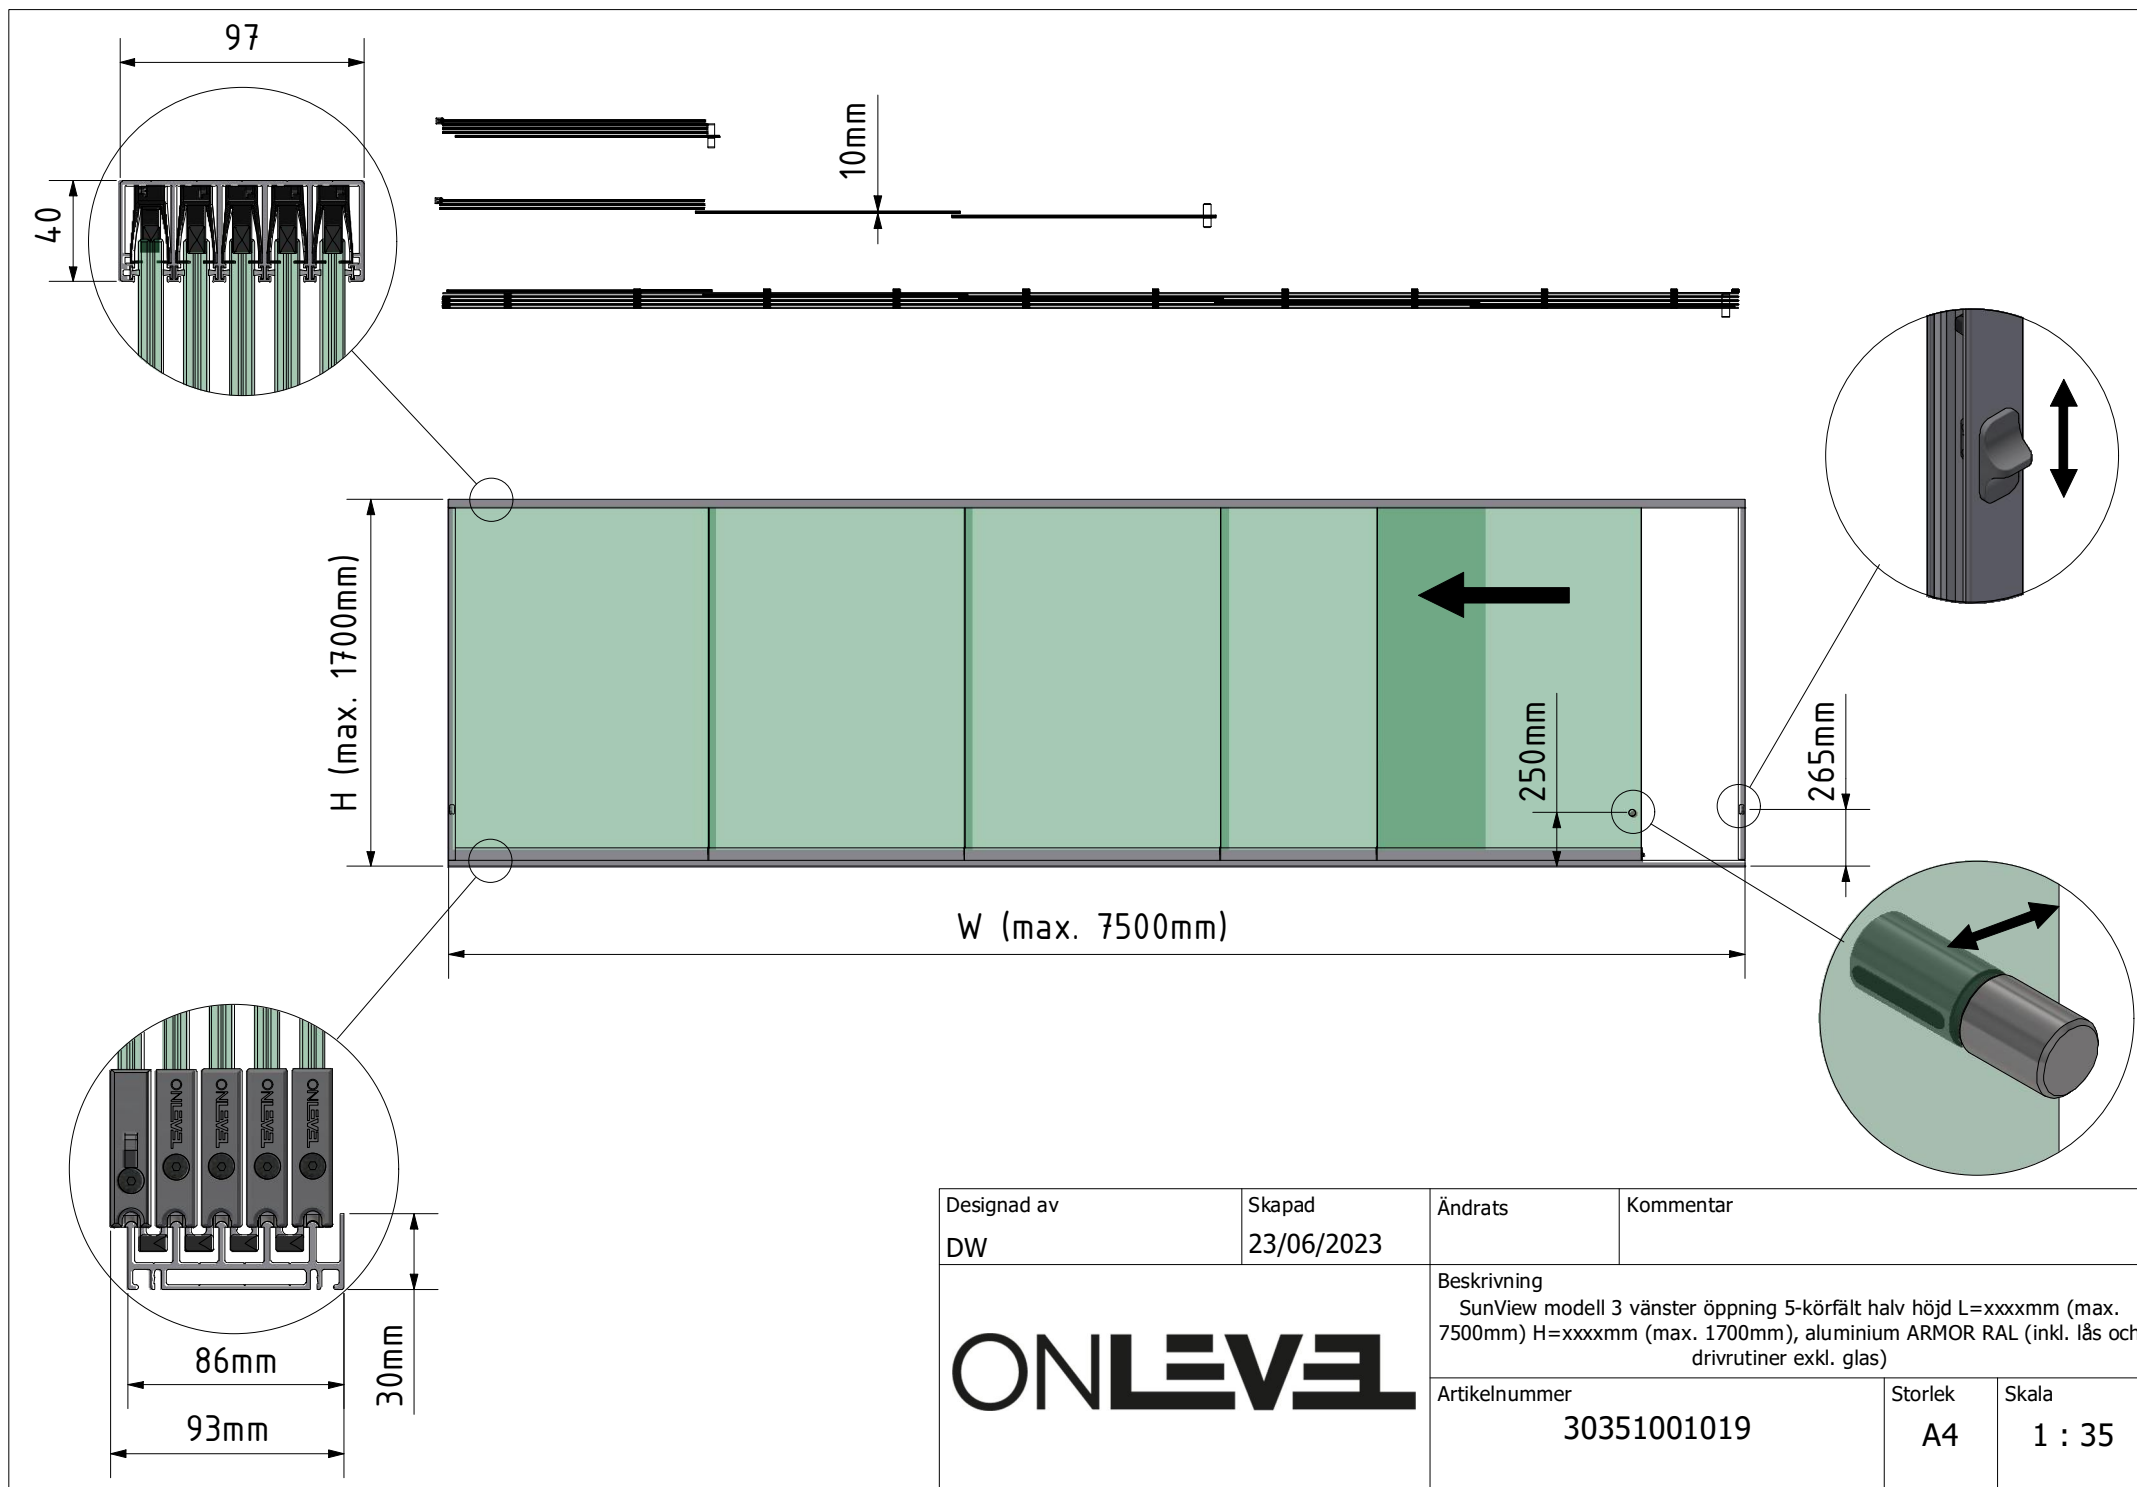 97
40
10mm
H (max. 1700mm)
250mm
265mm
W (max. 7500mm)
ONLEVEL
ONLEVEL
ONLEVEL
ONLEVEL
30mm
86mm
93mm
Designad av
DW
Skapad
23/06/2023
Ändrats
Kommentar
ONLEVEL
Beskrivning
SunView modell 3 vänster öppning 5-körfält halv höjd L=xxxxmm (max.
7500mm) H=xxxxmm (max. 1700mm), aluminium ARMOR RAL (inkl. lås och
drivrutiner exkl. glas)
Artikelnummer
30351001019
Storlek
A4
Skala
1 : 35